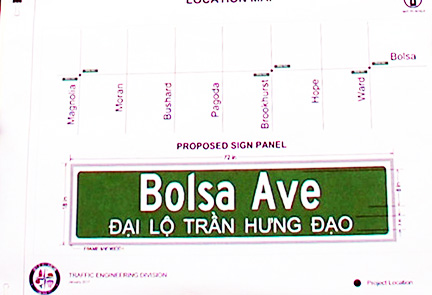 LOCATION MAP
Bolsa
Magnolia
Moran
Bushard
Pagoda
Brookhurst
Hope
Ward
PROPOSED SIGN PANEL
Bolsa Ave
ĐẠI LỘ TRẦN HƯNG ĐẠO
TRAFFIC ENGINEERING DIVISION
Project Location